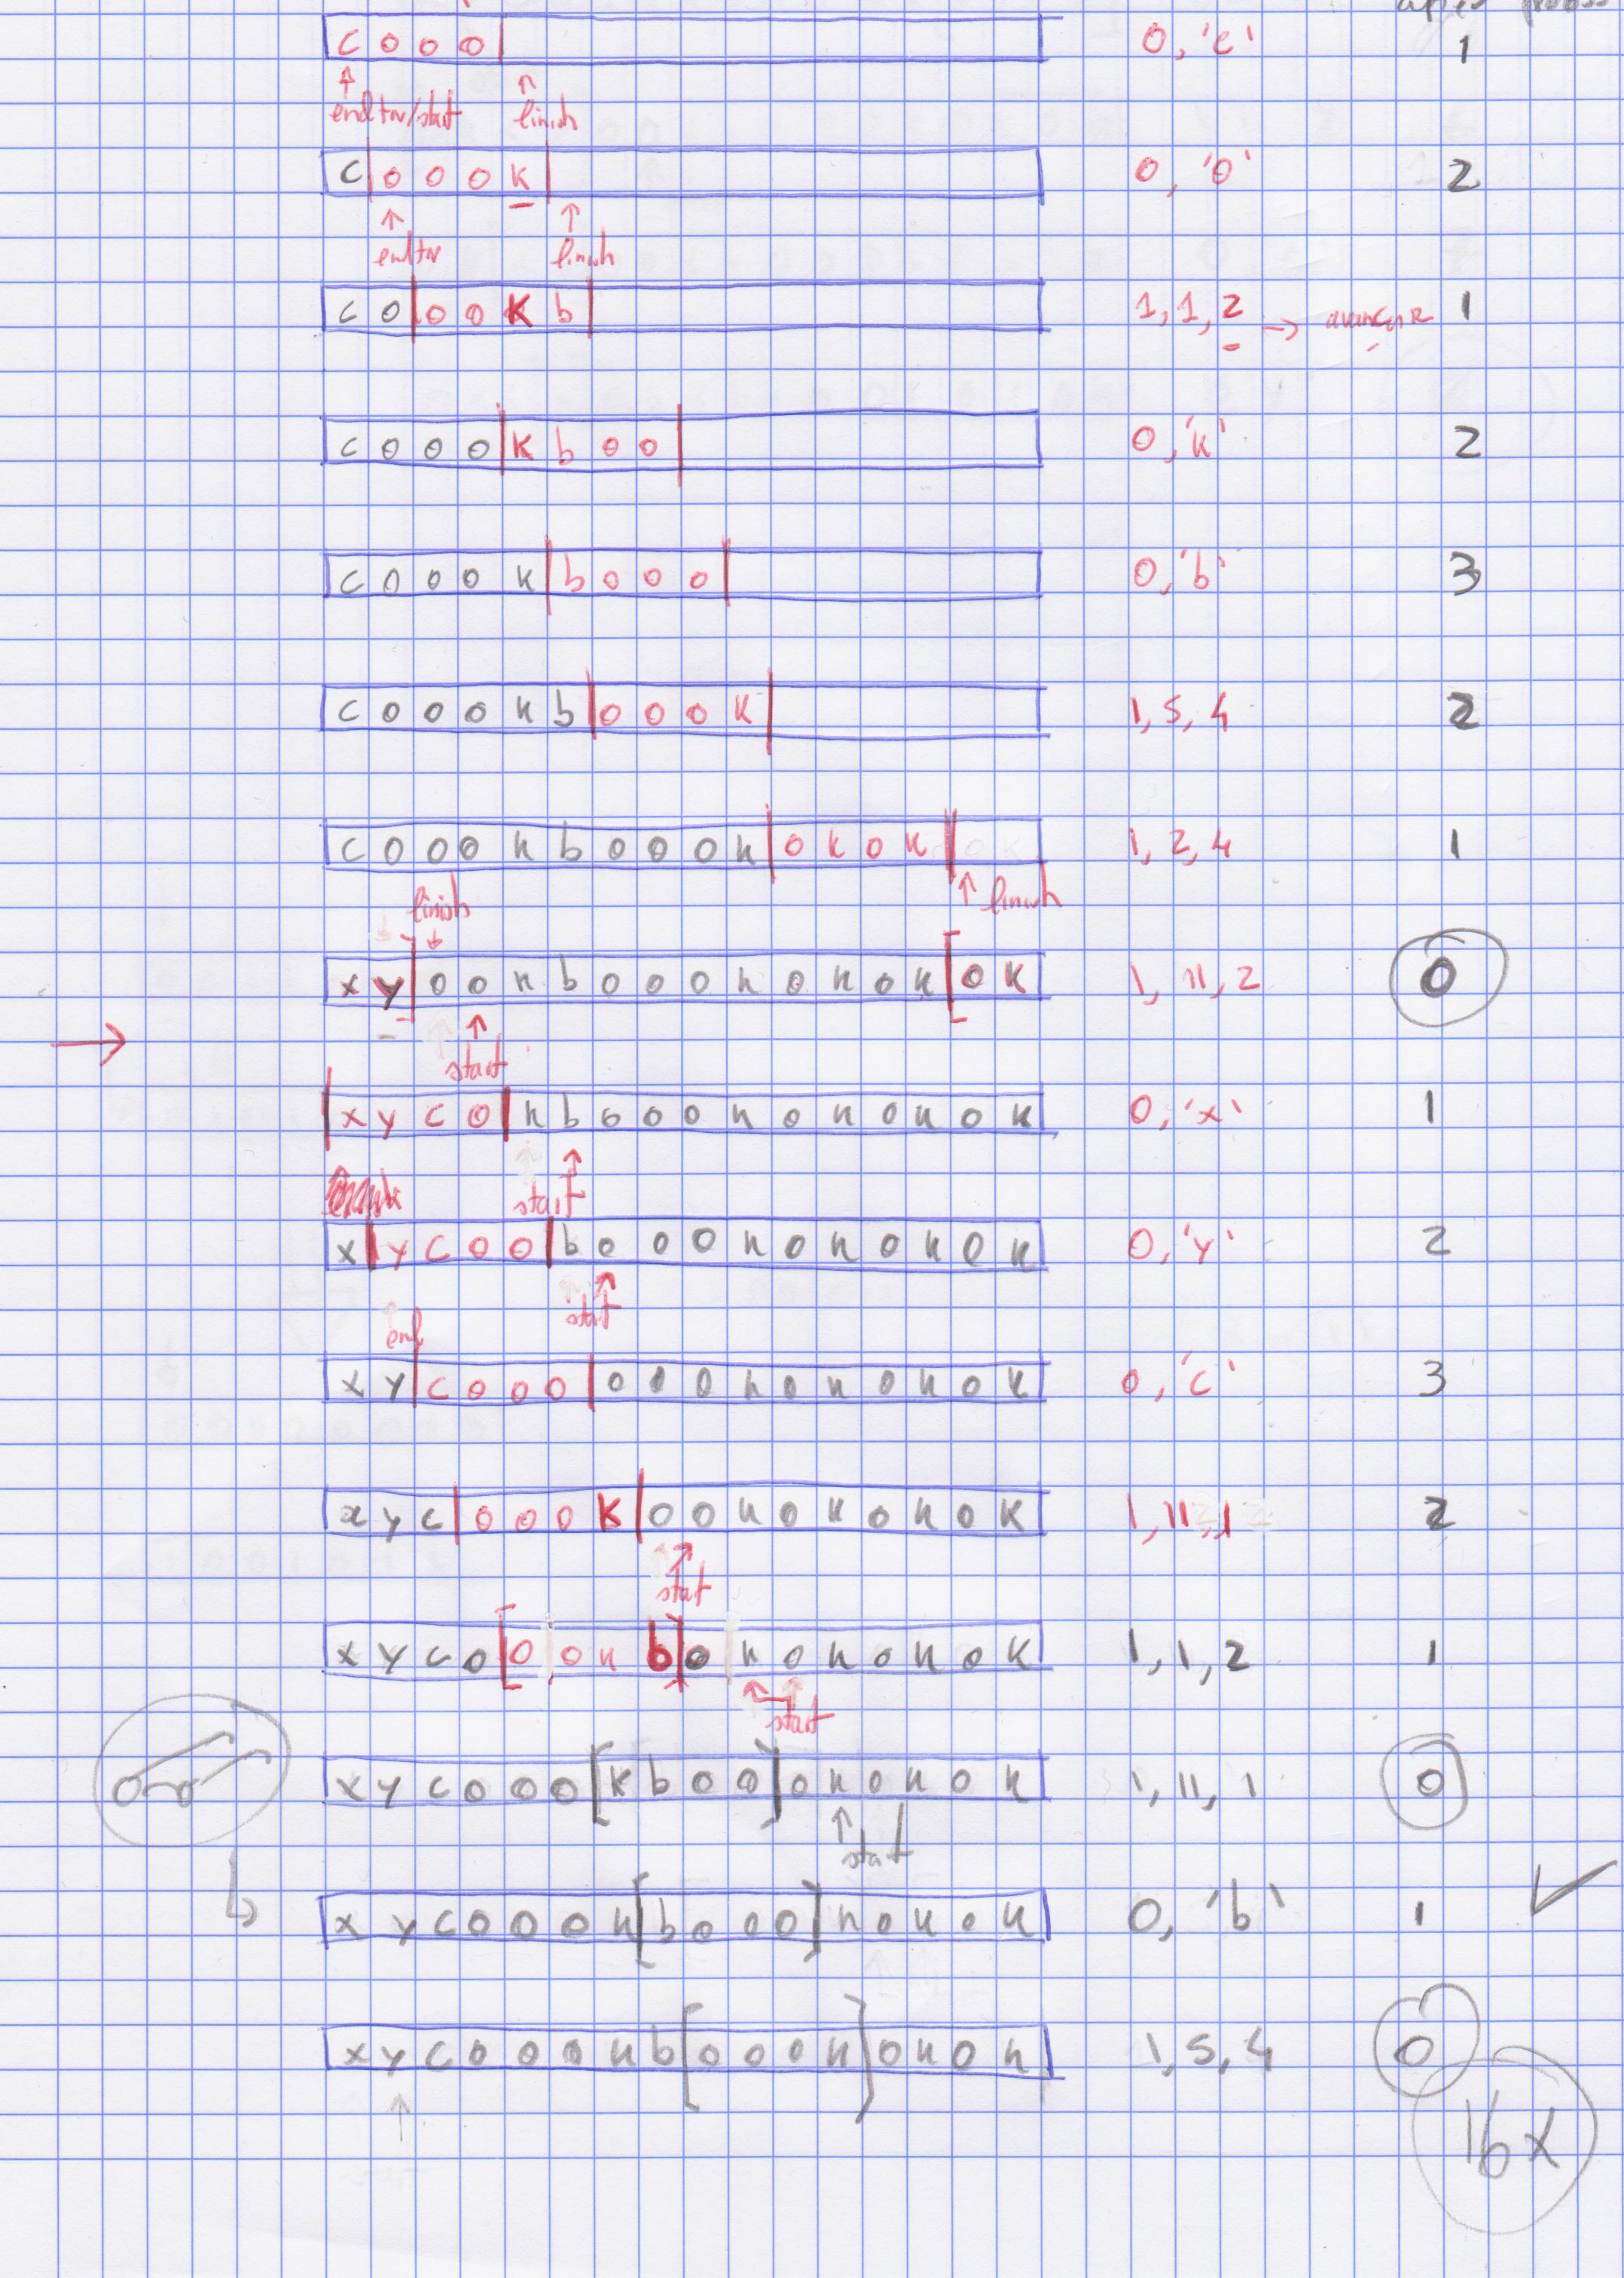 after
c o o o 0, 'c' 1
endtw/start finish
c o o o k 0, 'o' 2
endtw finish
c o o o k b 1, 1, 2 → 1
c o o o k b o o 0, 'k' 2
c o o o k b o o o 0, 'b' 3
c o o o k b o o o k 1, 5, 4 2
c o o o k b o o o k o k o k 1, 2, 4 1
finish finish
x y o o k b o o o k o k o k o k 1, 11, 2 0
→
start
x y c o k b o o o k o k o k o k 0, 'x' 1
start
x y c o o b o o o k o k o k o k 0, 'y' 2
start
end
x y c o o o o o o k o k o k o k 0, 'c' 3
x y c o o o k o o k o k o k o k 1, 11, 1 2
start
x y c o o o k b o k o k o k o k 1, 1, 2 1
start
x y c o o o k b o o o k o k o k 1, 11, 1 0
start
x y c o o o k b o o o k o k o k 0, 'b' 1
x y c o o o k b o o o k o k o k 1, 5, 4 0
16x